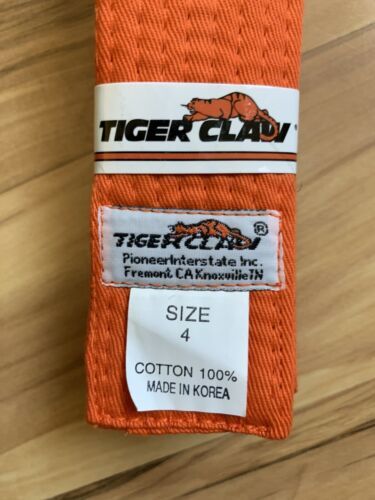 TIGER CLAW
TIGER CLAW ®
PioneerInterstate Inc.
Fremont CA KnoxvilleTN
SIZE
4
COTTON 100%
MADE IN KOREA